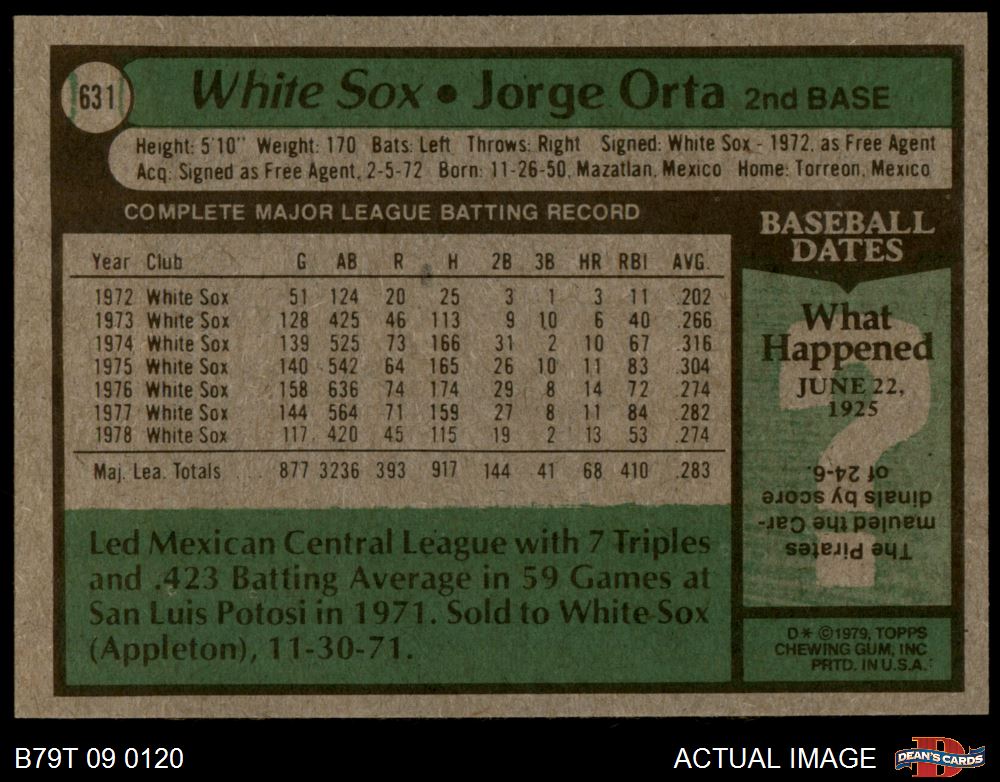 631
White Sox • Jorge Orta 2nd BASE
Height: 5'10" Weight: 170 Bats: Left Throws: Right Signed: White Sox - 1972, as Free Agent
Acq: Signed as Free Agent, 2-5-72 Born: 11-26-50, Mazatlan, Mexico Home: Torreon, Mexico
COMPLETE MAJOR LEAGUE BATTING RECORD
Year Club G AB R H 2B 3B HR RBI AVG.
1972 White Sox 51 124 20 25 3 1 3 11 .202
1973 White Sox 128 425 46 113 9 10 6 40 .266
1974 White Sox 139 525 73 166 31 2 10 67 .316
1975 White Sox 140 542 64 165 26 10 11 83 .304
1976 White Sox 158 636 74 174 29 8 14 72 .274
1977 White Sox 144 564 71 159 27 8 11 84 .282
1978 White Sox 117 420 45 115 19 2 13 53 .274
Maj. Lea. Totals 877 3236 393 917 144 41 68 410 .283
Led Mexican Central League with 7 Triples
and .423 Batting Average in 59 Games at
San Luis Potosi in 1971. Sold to White Sox
(Appleton), 11-30-71.
BASEBALL
DATES
What
Happened
JUNE 22,
1925
The Pirates
mauled the Car-
dinals by score
of 24-6.
D* ©1979, TOPPS
CHEWING GUM, INC
PRTD. IN U.S.A.
B79T 09 0120
ACTUAL IMAGE
D
DEAN'S CARDS